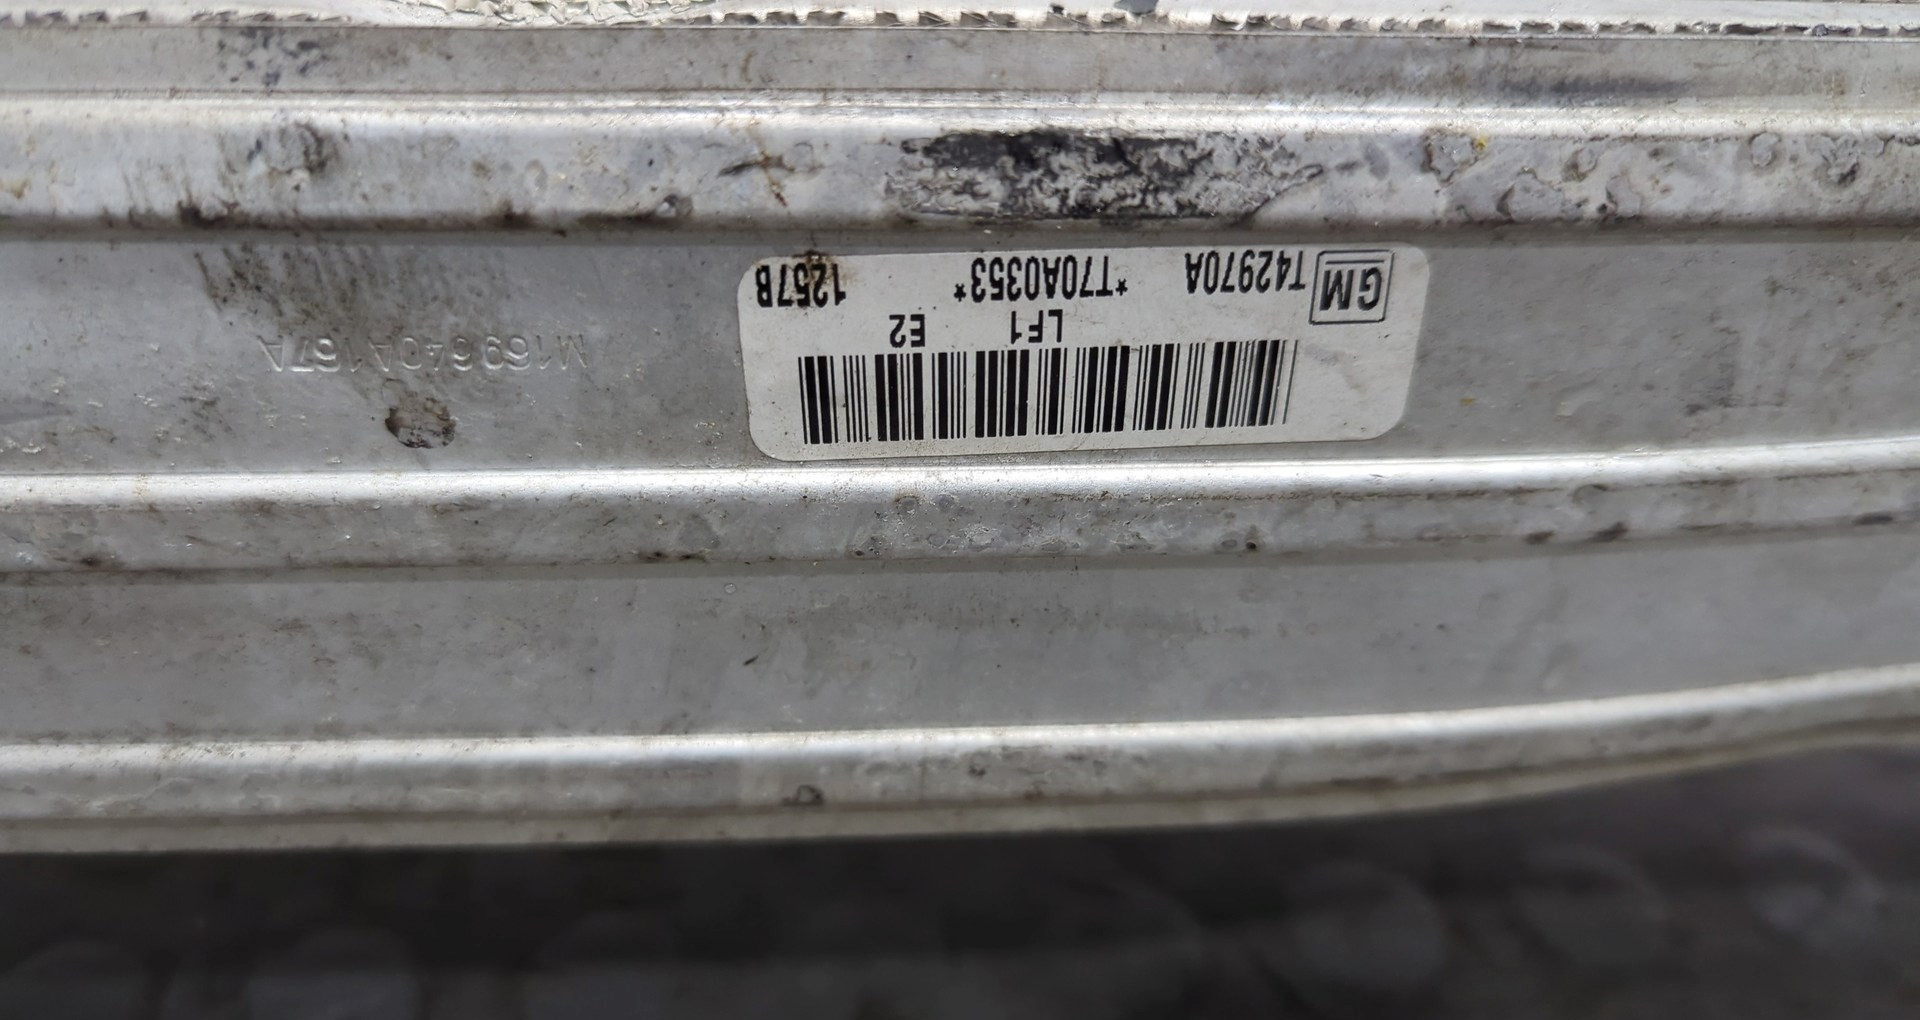 GM T42970A *T70A0353* 1257B
LF1 E2
M169640A167A